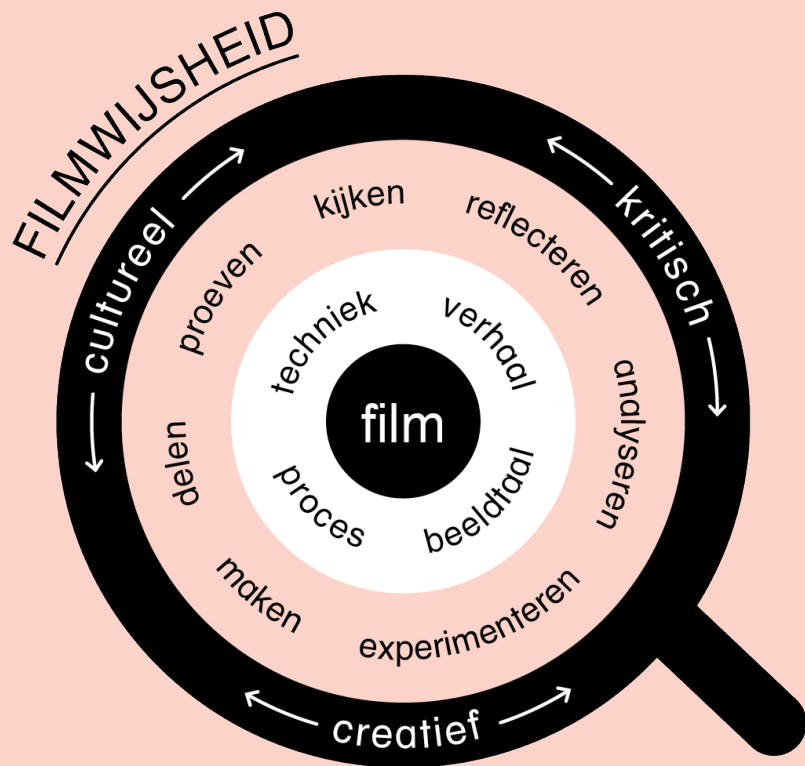 FILMWIJSHEID
cultureel
kritisch
creatief
kijken
reflecteren
analyseren
experimenteren
maken
delen
proeven
techniek
verhaal
beeldtaal
proces
film